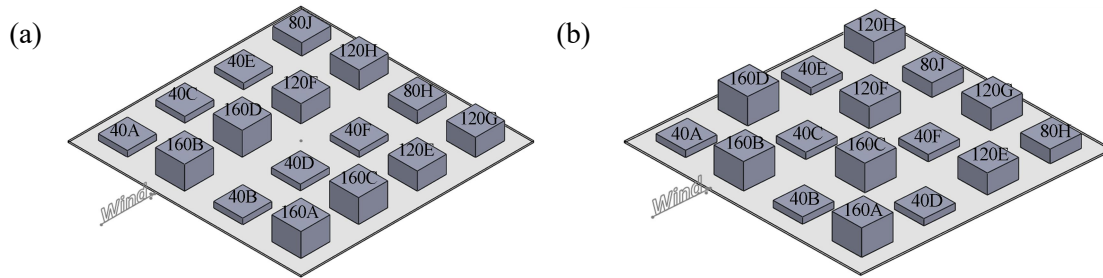 (a)
80J
120H
40E
120F
40C
80H
160D
120G
40A
40F
160B
120E
40D
160C
Wind
40B
160A
(b)
120H
40E
80J
160D
120F
120G
40A
40C
40F
80H
160B
160C
120E
Wind
40B
40D
160A